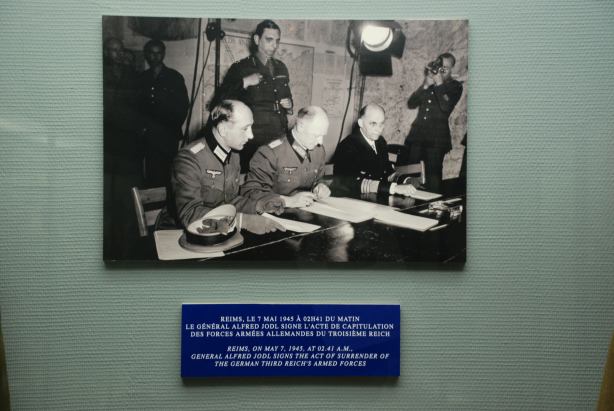 REIMS, LE 7 MAI 1945 À 02H41 DU MATIN
LE GÉNÉRAL ALFRED JODL SIGNE L'ACTE DE CAPITULATION
DES FORCES ARMÉES ALLEMANDES DU TROISIÈME REICH
REIMS, ON MAY 7, 1945, AT 02.41 A.M.,
GENERAL ALFRED JODL SIGNS THE ACT OF SURRENDER OF
THE GERMAN THIRD REICH'S ARMED FORCES